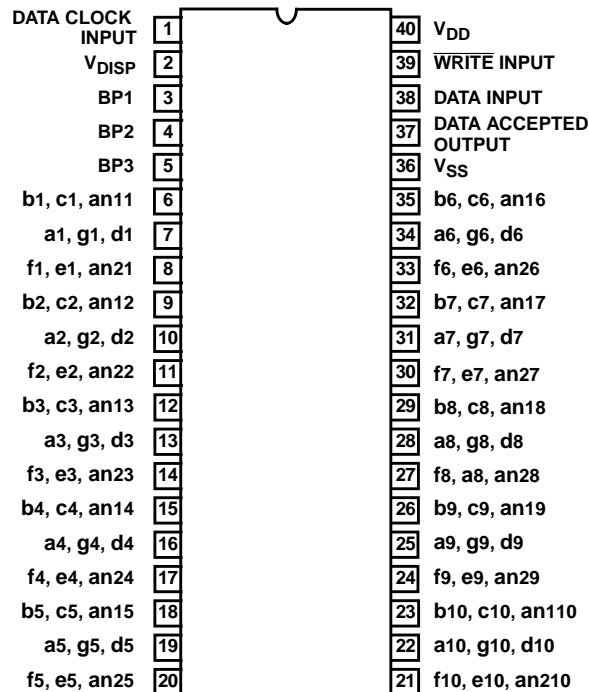 DATA CLOCK
INPUT
1
VDISP
2
BP1
3
BP2
4
BP3
5
b1, c1, an11
6
a1, g1, d1
7
f1, e1, an21
8
b2, c2, an12
9
a2, g2, d2
10
f2, e2, an22
11
b3, c3, an13
12
a3, g3, d3
13
f3, e3, an23
14
b4, c4, an14
15
a4, g4, d4
16
f4, e4, an24
17
b5, c5, an15
18
a5, g5, d5
19
f5, e5, an25
20
40
VDD
39
WRITE INPUT
38
DATA INPUT
37
DATA ACCEPTED
OUTPUT
36
VSS
35
b6, c6, an16
34
a6, g6, d6
33
f6, e6, an26
32
b7, c7, an17
31
a7, g7, d7
30
f7, e7, an27
29
b8, c8, an18
28
a8, g8, d8
27
f8, a8, an28
26
b9, c9, an19
25
a9, g9, d9
24
f9, e9, an29
23
b10, c10, an110
22
a10, g10, d10
21
f10, e10, an210